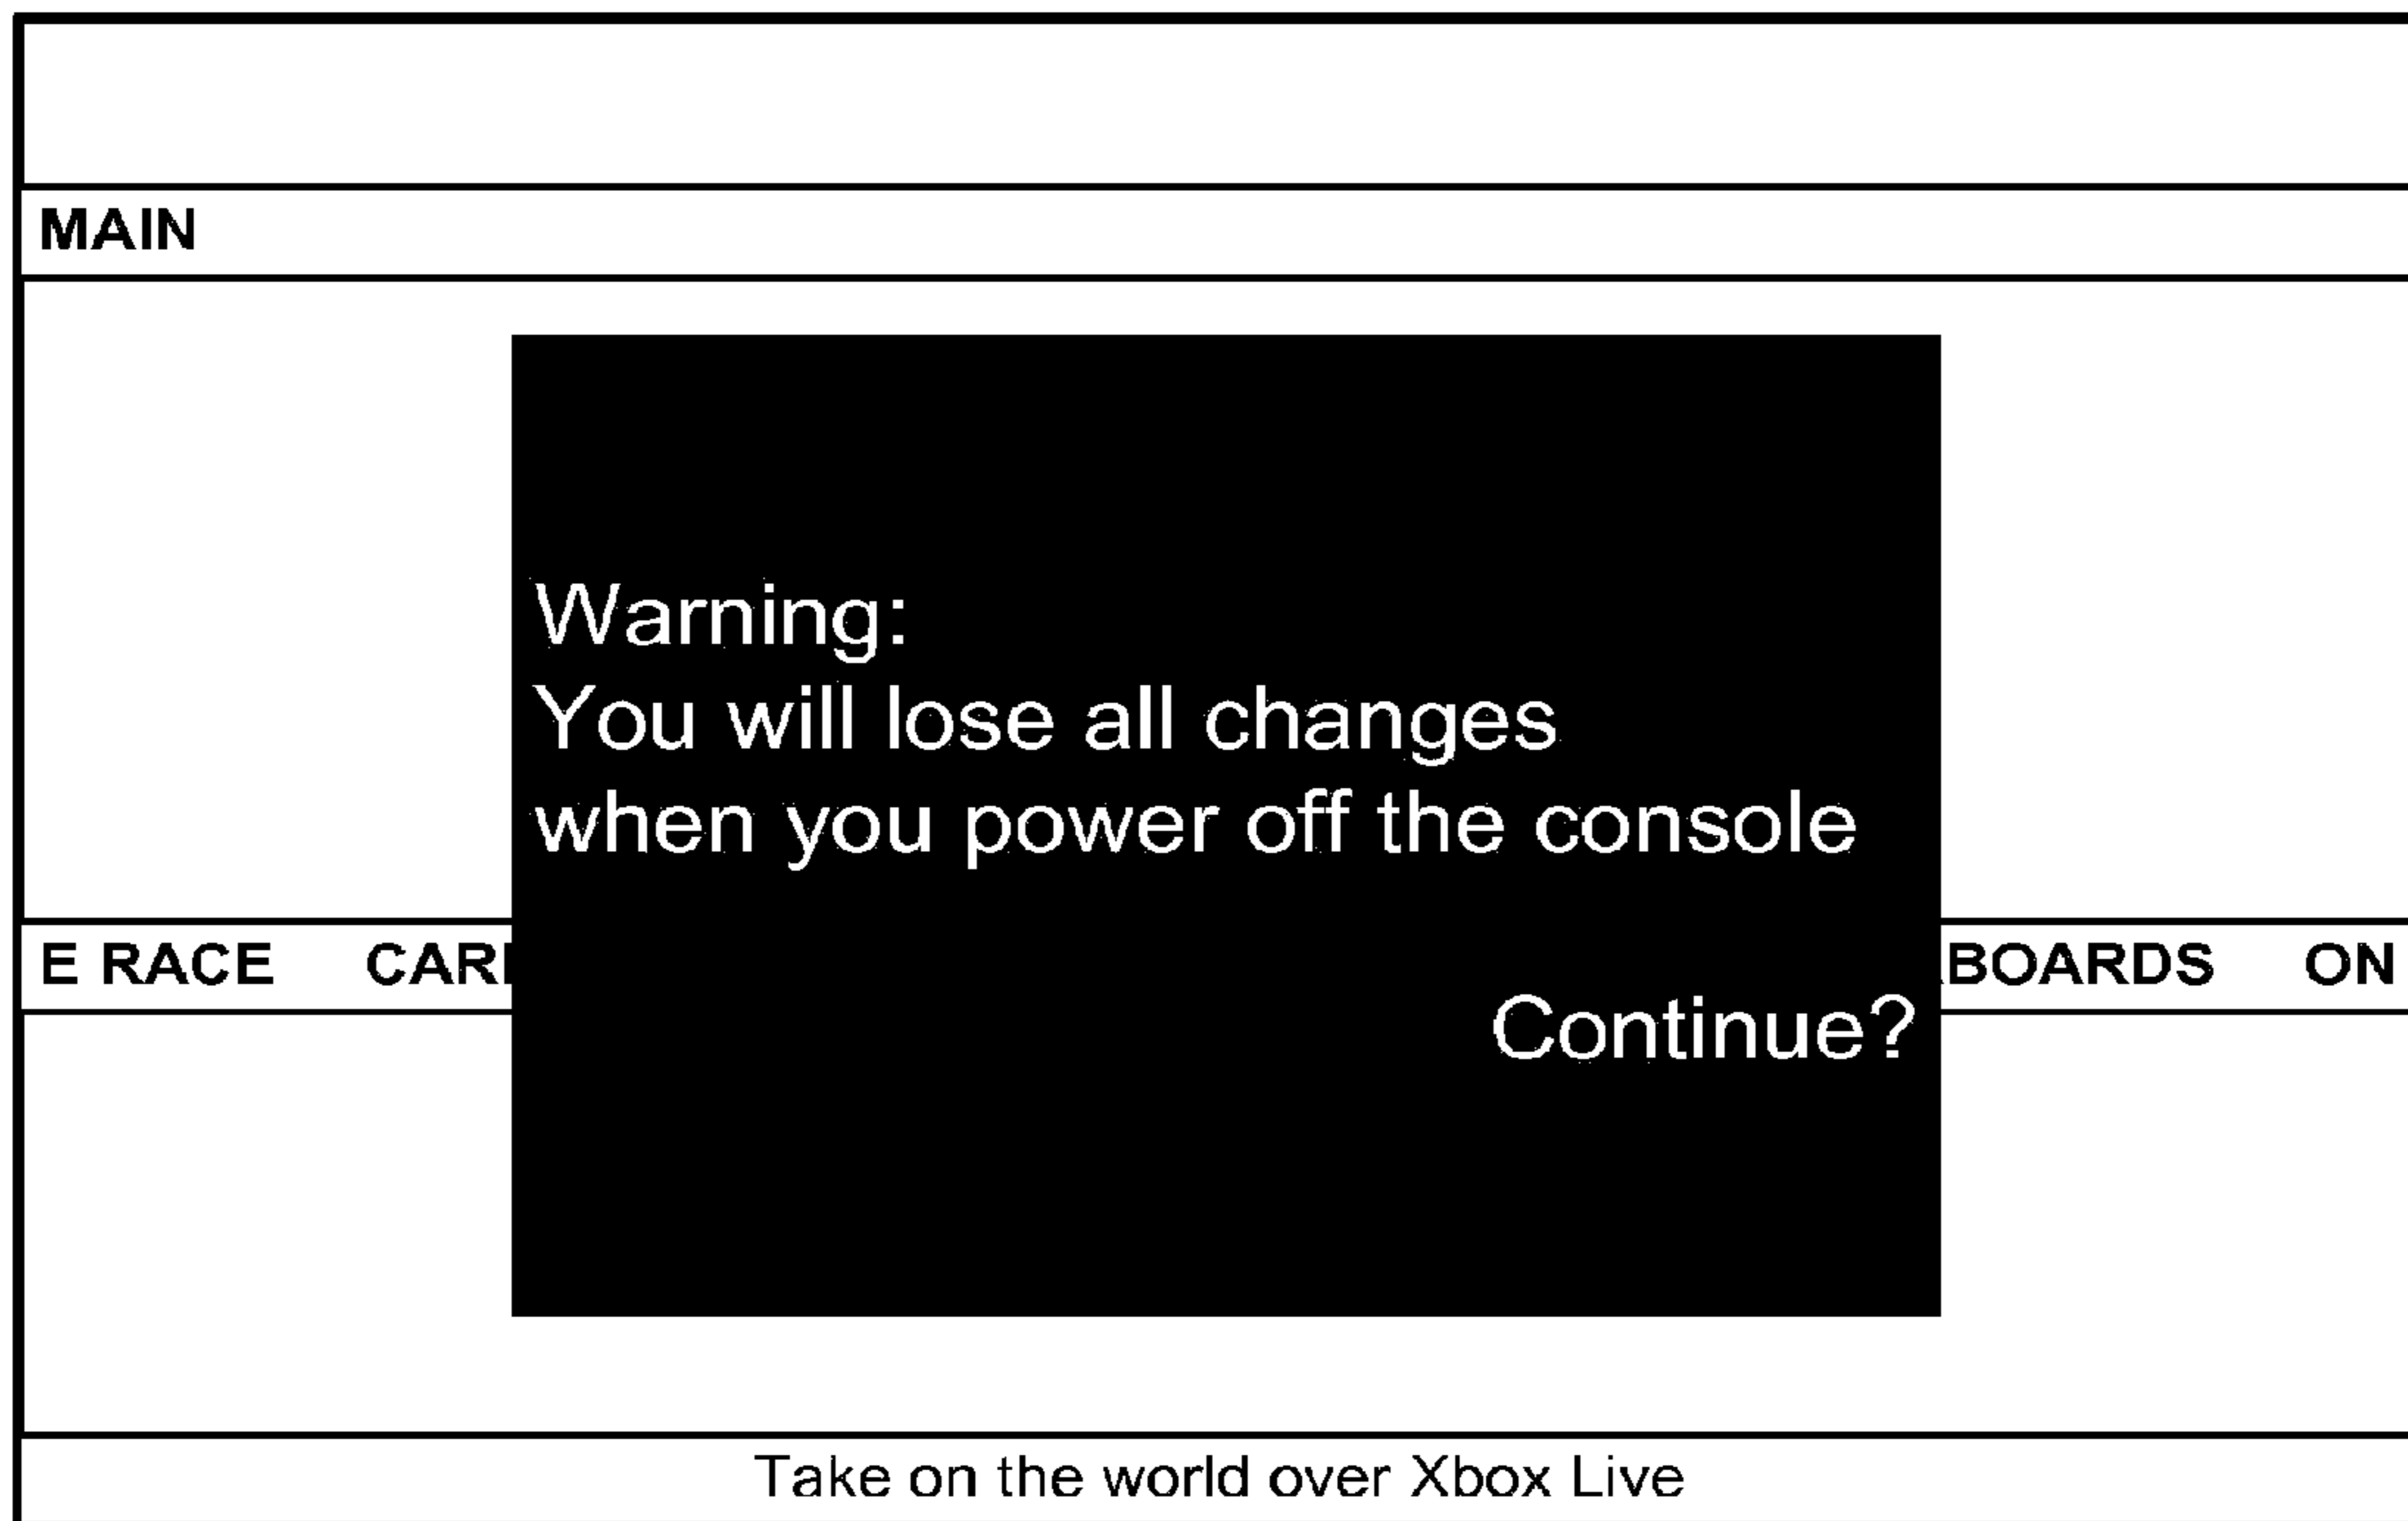 MAIN
Warning:
You will lose all changes
when you power off the console
E RACE CAR BOARDS ON
Continue?
Take on the world over Xbox Live